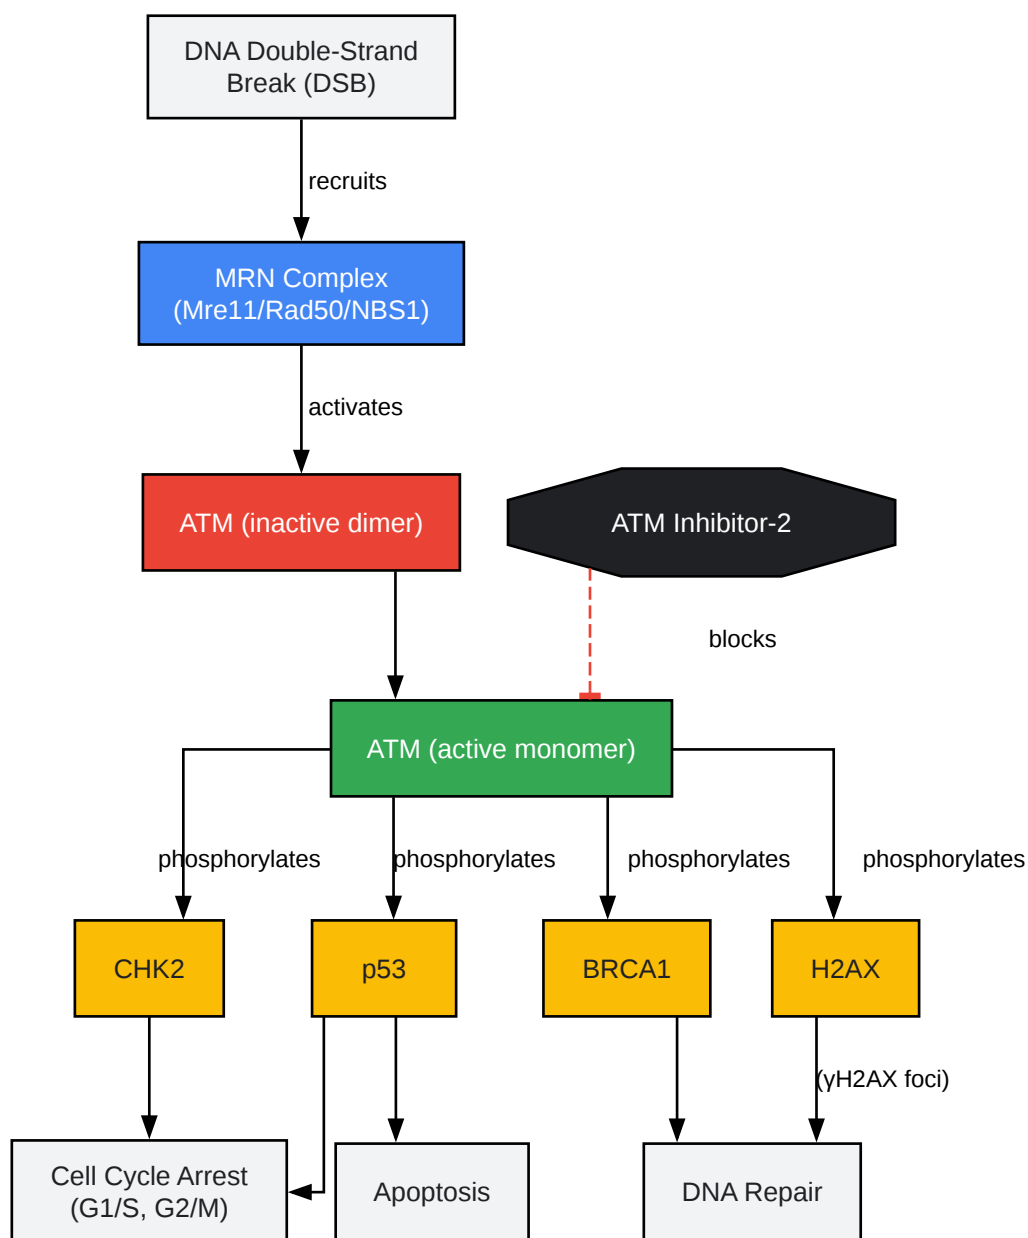 DNA Double-Strand
Break (DSB)
recruits
MRN Complex
(Mre11/Rad50/NBS1)
activates
ATM (inactive dimer)
ATM Inhibitor-2
blocks
ATM (active monomer)
phosphorylates
phosphorylates
phosphorylates
phosphorylates
CHK2
p53
BRCA1
H2AX
(γH2AX foci)
Cell Cycle Arrest
(G1/S, G2/M)
Apoptosis
DNA Repair